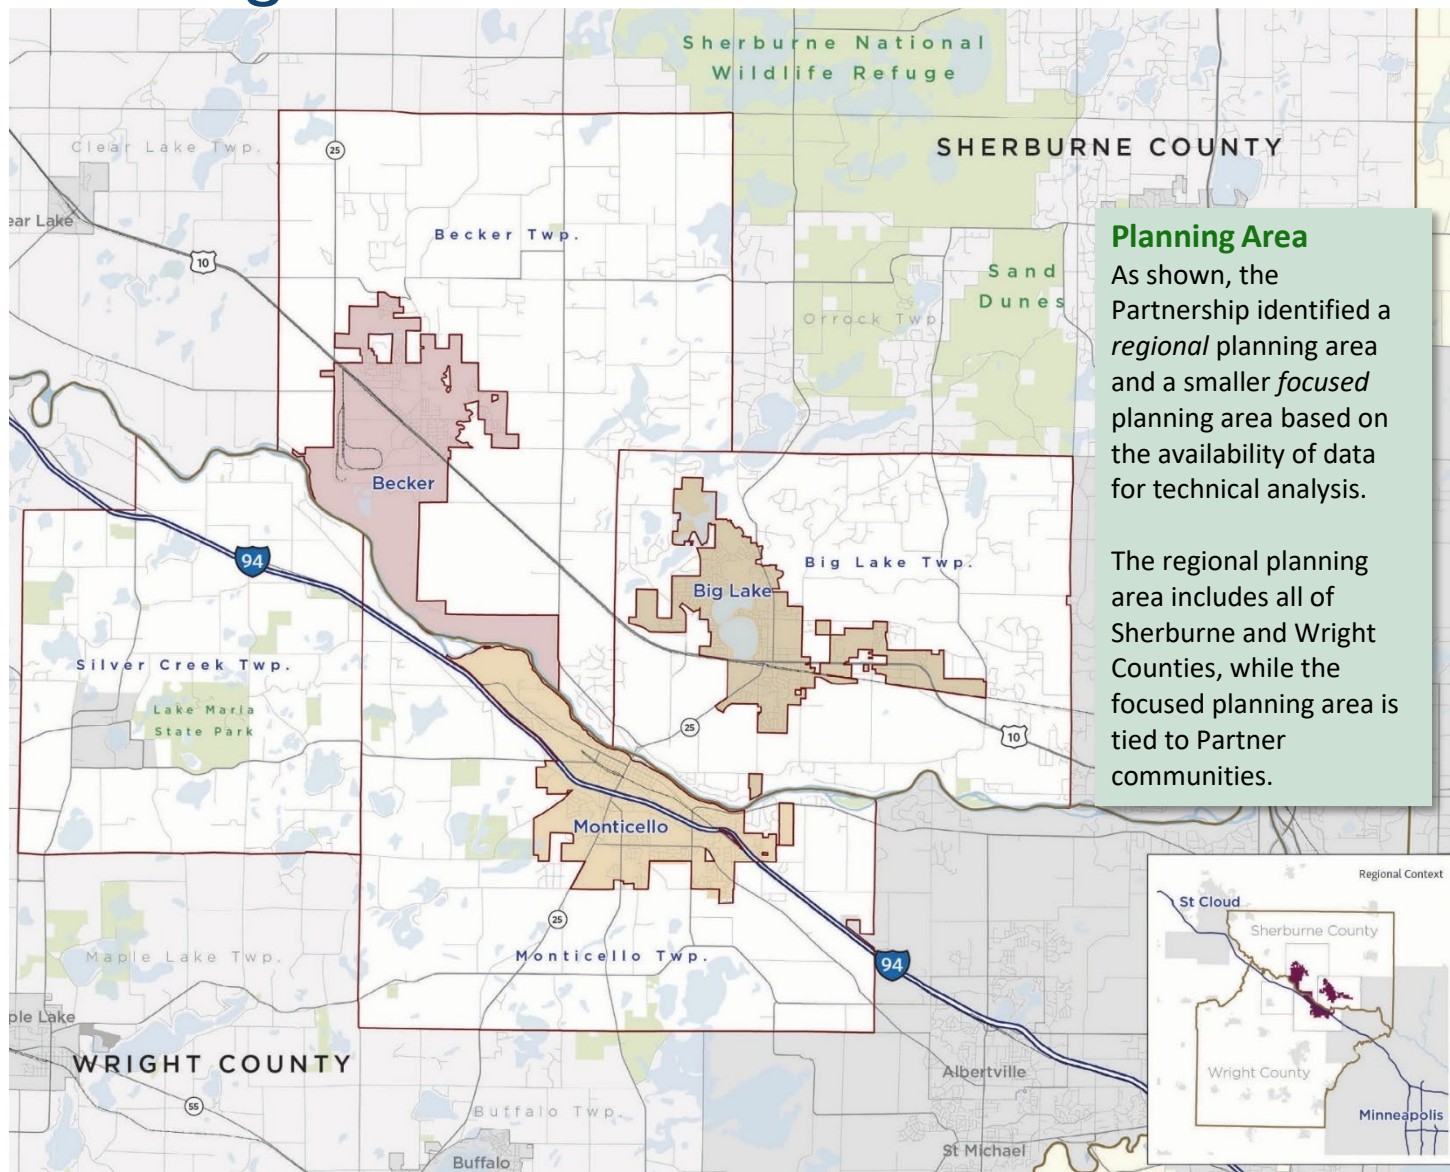 Sherburne National
Wildlife Refuge
SHERBURNE COUNTY
Clear Lake Twp.
25
ear Lake
Becker Twp.
10
Sand
Dunes
Orrock Twp.
Planning Area
As shown, the
Partnership identified a
regional planning area
and a smaller focused
planning area based on
the availability of data
for technical analysis.
The regional planning
area includes all of
Sherburne and Wright
Counties, while the
focused planning area is
tied to Partner
communities.
Becker
94
Big Lake Twp.
Big Lake
Silver Creek Twp.
Lake Maria
State Park
25
10
Monticello
25
Monticello Twp.
94
Maple Lake Twp.
ple Lake
WRIGHT COUNTY
55
Buffalo Twp.
Buffalo
Albertville
St Michael
Regional Context
St Cloud
Sherburne County
Wright County
Minneapolis